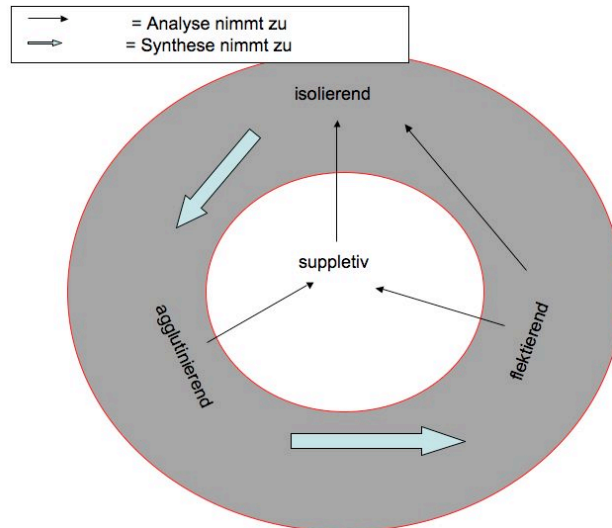 = Analyse nimmt zu
= Synthese nimmt zu
isolierend
suppletiv
agglutinierend
flektierend